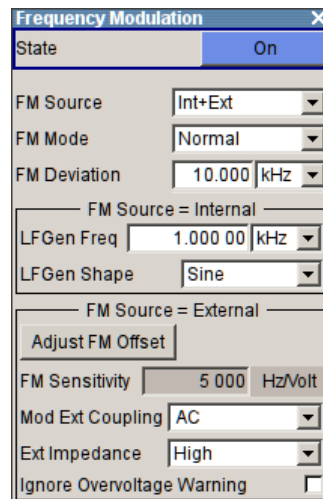 Frequency Modulation X
State On
FM Source Int+Ext
FM Mode Normal
FM Deviation 10.000 kHz
FM Source = Internal
LFGen Freq 1.000 00 kHz
LFGen Shape Sine
FM Source = External
Adjust FM Offset
FM Sensitivity 5 000 Hz/Volt
Mod Ext Coupling AC
Ext Impedance High
Ignore Overvoltage Warning